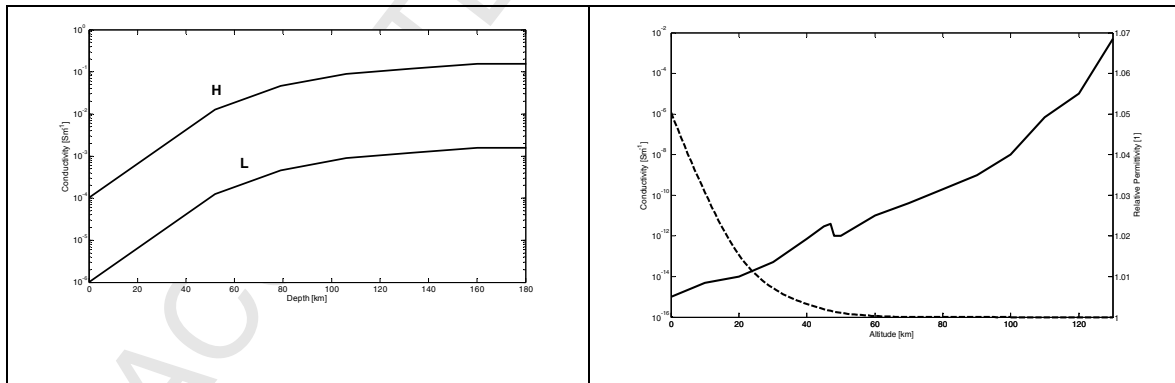 10^0
10^-1
10^-2
10^-3
10^-4
10^-5
10^-6
Conductivity [Sm^-1]
H
L
0 20 40 60 80 100 120 140 160 180
Depth [km]
10^-2
10^-4
10^-6
10^-8
10^-10
10^-12
10^-14
10^-16
Conductivity [Sm^-1]
0 20 40 60 80 100 120
Altitude [km]
1.07
1.06
1.05
1.04
1.03
1.02
1.01
1
Relative Permittivity [1]